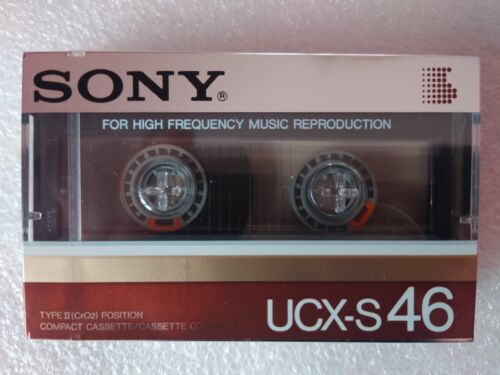 SONY®
FOR HIGH FREQUENCY MUSIC REPRODUCTION
TYPE II (CrO2) POSITION
COMPACT CASSETTE/CASSETTE
UCX-S 46